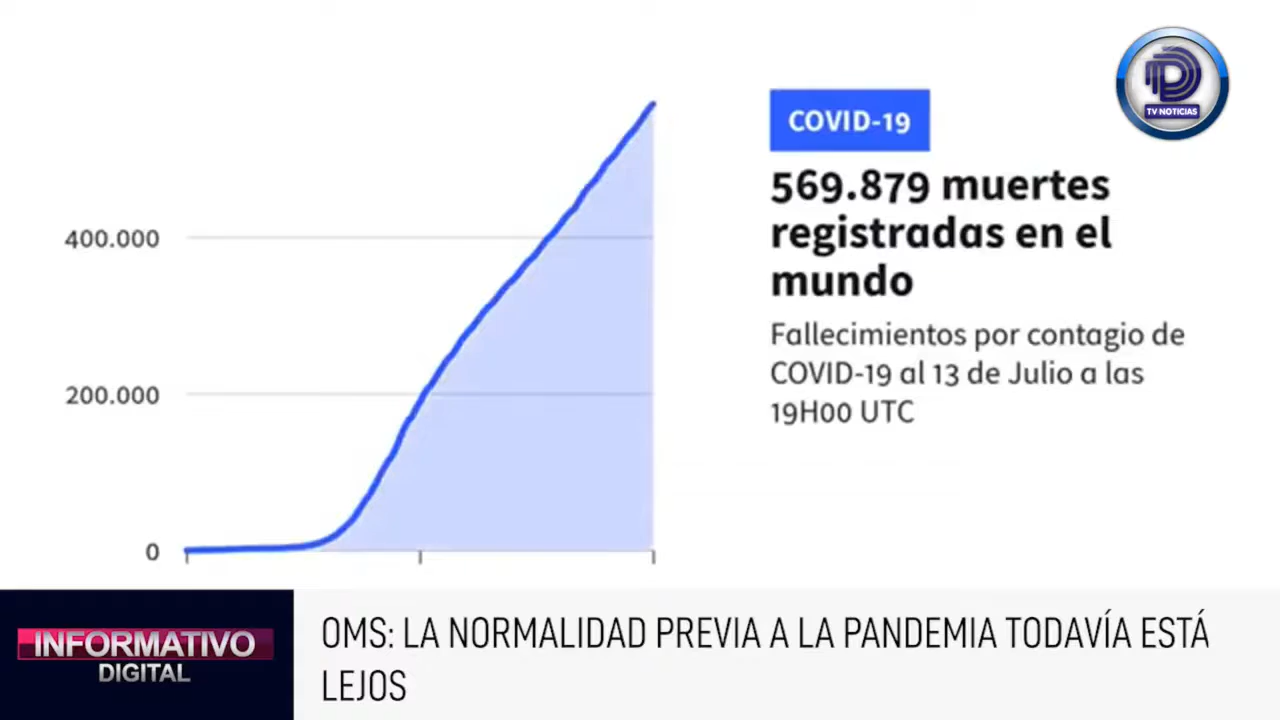 TV NOTICIAS
COVID-19
569.879 muertes
registradas en el
mundo
Fallecimientos por contagio de
COVID-19 al 13 de Julio a las
19H00 UTC
400.000
200.000
0
INFORMATIVO
DIGITAL
OMS: LA NORMALIDAD PREVIA A LA PANDEMIA TODAVÍA ESTÁ
LEJOS